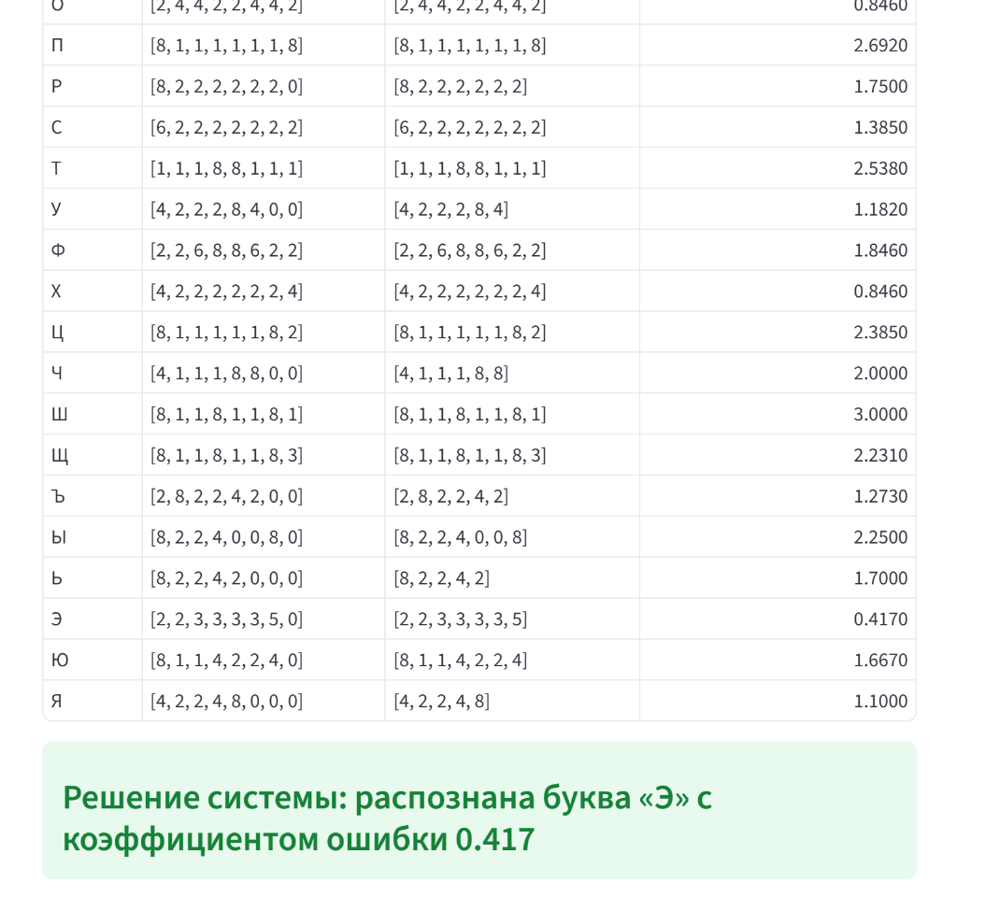 О [2, 4, 4, 2, 2, 4, 4, 2] [2, 4, 4, 2, 2, 4, 4, 2] 0.8460
П [8, 1, 1, 1, 1, 1, 1, 8] [8, 1, 1, 1, 1, 1, 1, 8] 2.6920
Р [8, 2, 2, 2, 2, 2, 2, 0] [8, 2, 2, 2, 2, 2, 2] 1.7500
С [6, 2, 2, 2, 2, 2, 2, 2] [6, 2, 2, 2, 2, 2, 2, 2] 1.3850
Т [1, 1, 1, 8, 8, 1, 1, 1] [1, 1, 1, 8, 8, 1, 1, 1] 2.5380
У [4, 2, 2, 2, 8, 4, 0, 0] [4, 2, 2, 2, 8, 4] 1.1820
Ф [2, 2, 6, 8, 8, 6, 2, 2] [2, 2, 6, 8, 8, 6, 2, 2] 1.8460
Х [4, 2, 2, 2, 2, 2, 2, 4] [4, 2, 2, 2, 2, 2, 2, 4] 0.8460
Ц [8, 1, 1, 1, 1, 1, 8, 2] [8, 1, 1, 1, 1, 1, 8, 2] 2.3850
Ч [4, 1, 1, 1, 8, 8, 0, 0] [4, 1, 1, 1, 8, 8] 2.0000
Ш [8, 1, 1, 8, 1, 1, 8, 1] [8, 1, 1, 8, 1, 1, 8, 1] 3.0000
Щ [8, 1, 1, 8, 1, 1, 8, 3] [8, 1, 1, 8, 1, 1, 8, 3] 2.2310
Ъ [2, 8, 2, 2, 4, 2, 0, 0] [2, 8, 2, 2, 4, 2] 1.2730
Ы [8, 2, 2, 4, 0, 0, 8, 0] [8, 2, 2, 4, 0, 0, 8] 2.2500
Ь [8, 2, 2, 4, 2, 0, 0, 0] [8, 2, 2, 4, 2] 1.7000
Э [2, 2, 3, 3, 3, 3, 5, 0] [2, 2, 3, 3, 3, 3, 5] 0.4170
Ю [8, 1, 1, 4, 2, 2, 4, 0] [8, 1, 1, 4, 2, 2, 4] 1.6670
Я [4, 2, 2, 4, 8, 0, 0, 0] [4, 2, 2, 4, 8] 1.1000
Решение системы: распознана буква «Э» с
коэффициентом ошибки 0.417